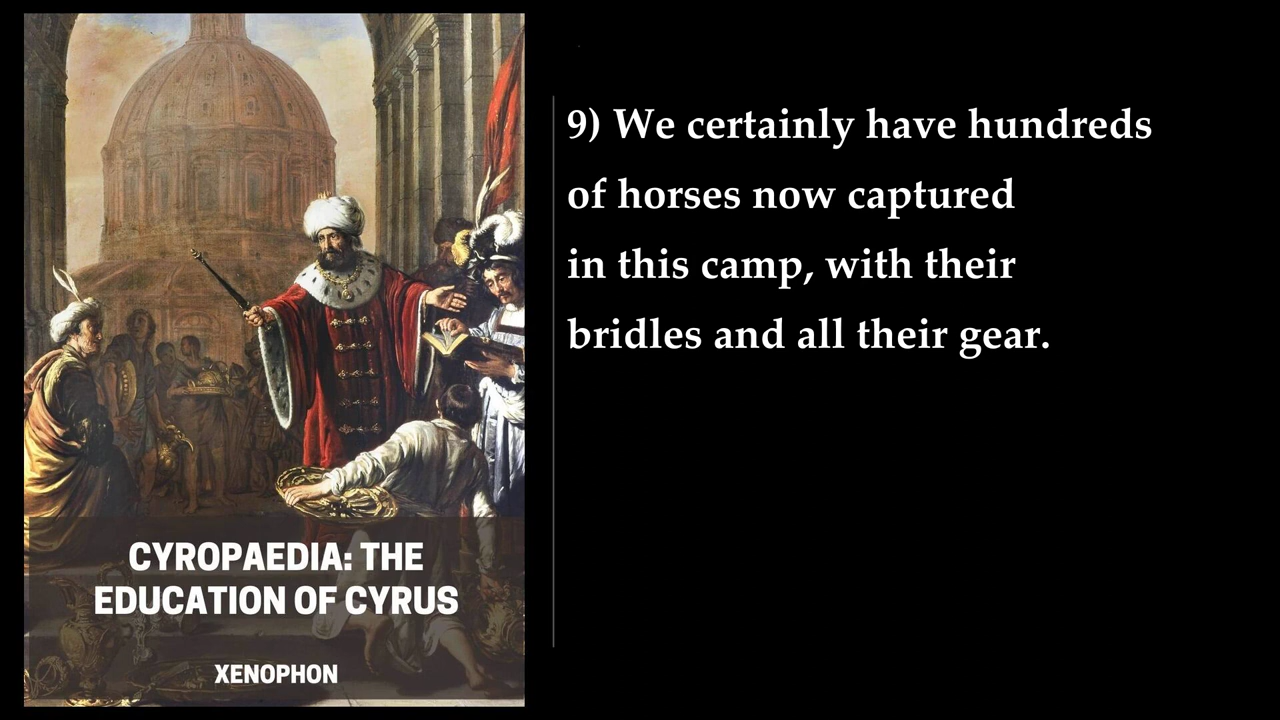 9) We certainly have hundreds
of horses now captured
in this camp, with their
bridles and all their gear.
CYROPAEDIA: THE
EDUCATION OF CYRUS
XENOPHON